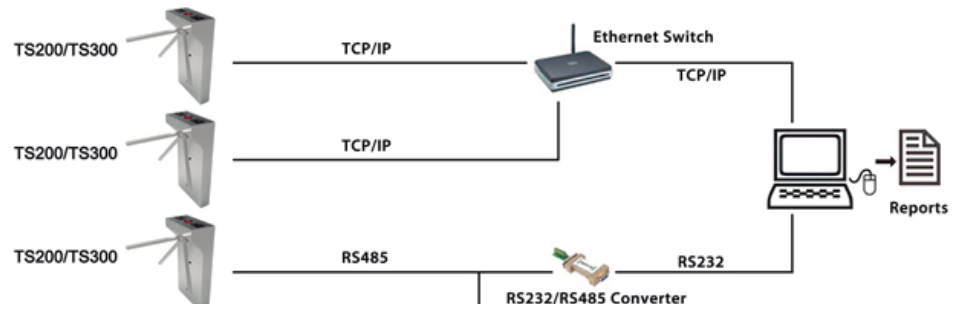 TS200/TS300
TCP/IP
Ethernet Switch
TCP/IP
TS200/TS300
TCP/IP
Reports
TS200/TS300
RS485
RS232
RS232/RS485 Converter